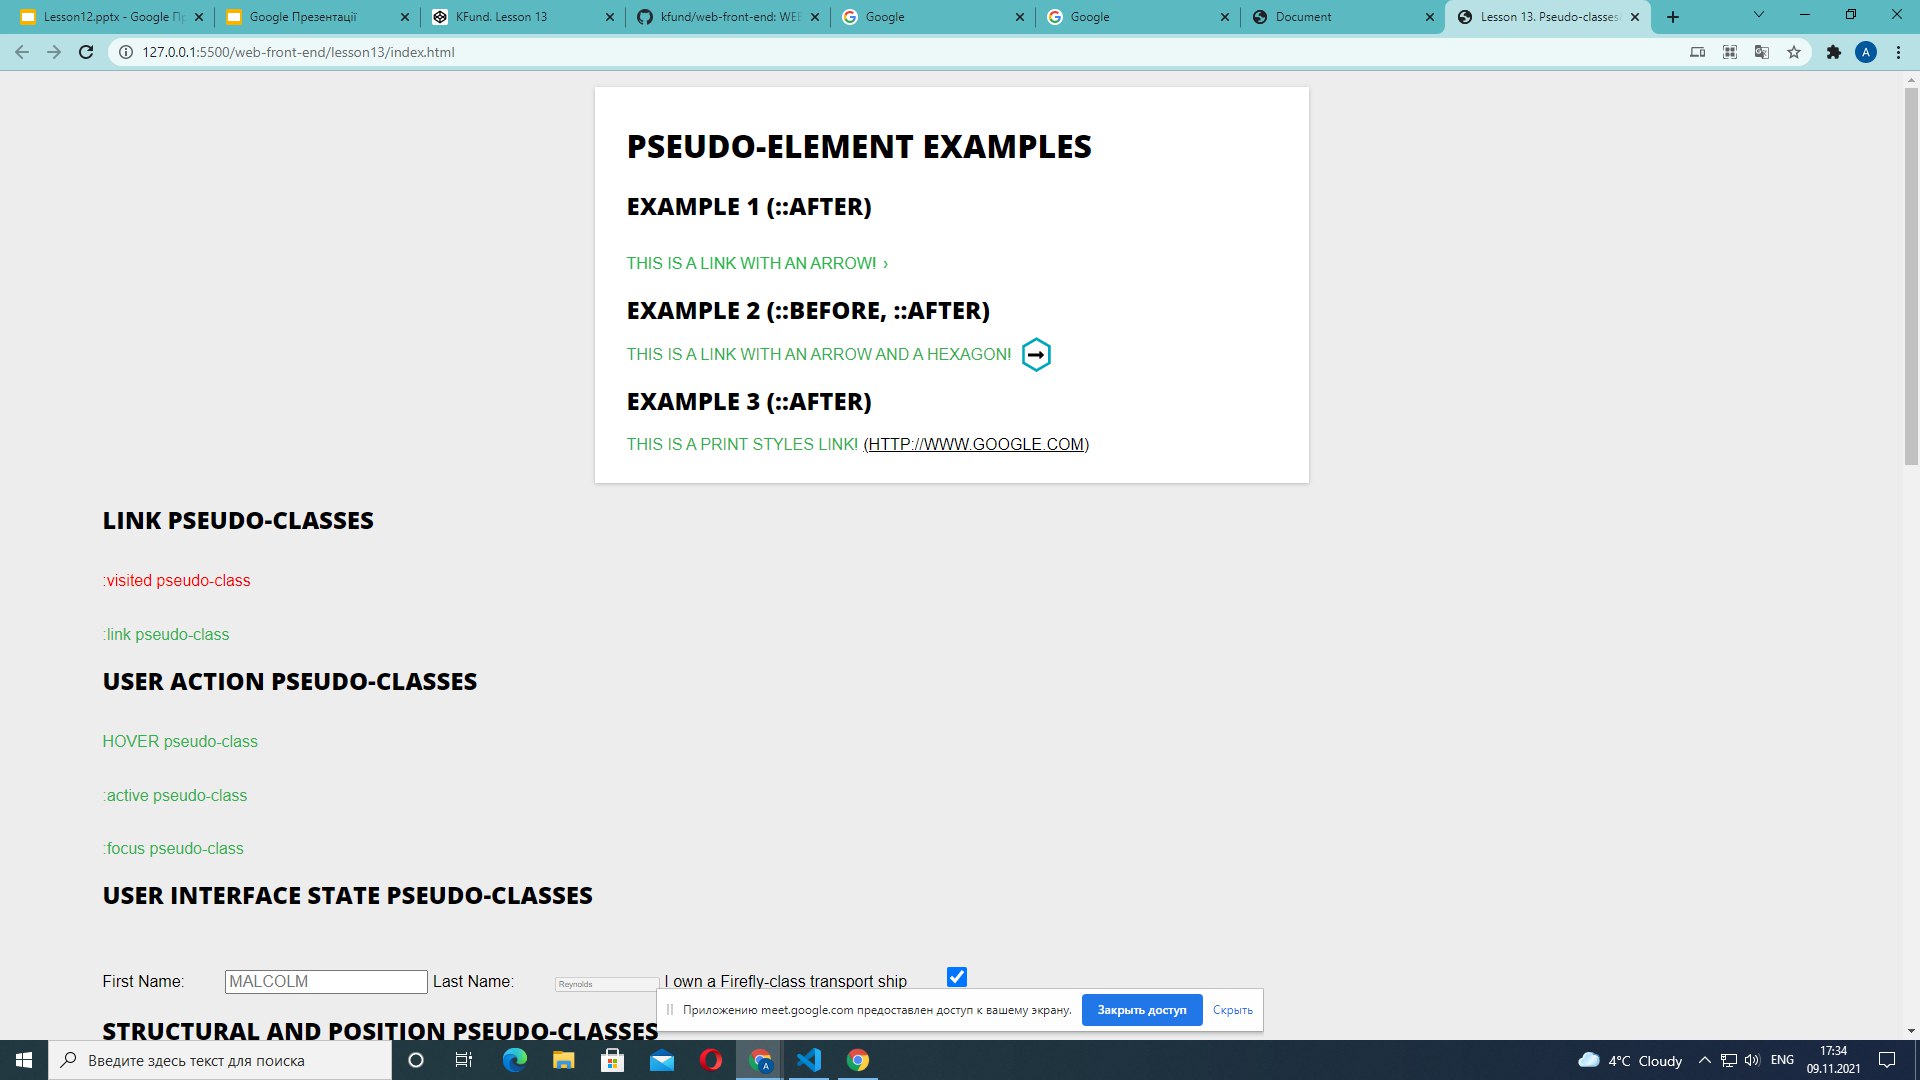 Lesson12.pptx - Google Пр
Google Презентації
KFund. Lesson 13
kfund/web-front-end: WEB
Google
Google
Document
Lesson 13. Pseudo-classes
127.0.0.1:5500/web-front-end/lesson13/index.html
A
PSEUDO-ELEMENT EXAMPLES
EXAMPLE 1 (::AFTER)
THIS IS A LINK WITH AN ARROW! ›
EXAMPLE 2 (::BEFORE, ::AFTER)
THIS IS A LINK WITH AN ARROW AND A HEXAGON! →
EXAMPLE 3 (::AFTER)
THIS IS A PRINT STYLES LINK! (HTTP://WWW.GOOGLE.COM)
LINK PSEUDO-CLASSES
:visited pseudo-class
:link pseudo-class
USER ACTION PSEUDO-CLASSES
HOVER pseudo-class
:active pseudo-class
:focus pseudo-class
USER INTERFACE STATE PSEUDO-CLASSES
First Name: MALCOLM Last Name: Reynolds I own a Firefly-class transport ship
Приложению meet.google.com предоставлен доступ к вашему экрану. Закрыть доступ Скрыть
STRUCTURAL AND POSITION PSEUDO-CLASSES
Введите здесь текст для поиска
A
4°C Cloudy
ENG
17:34
09.11.2021